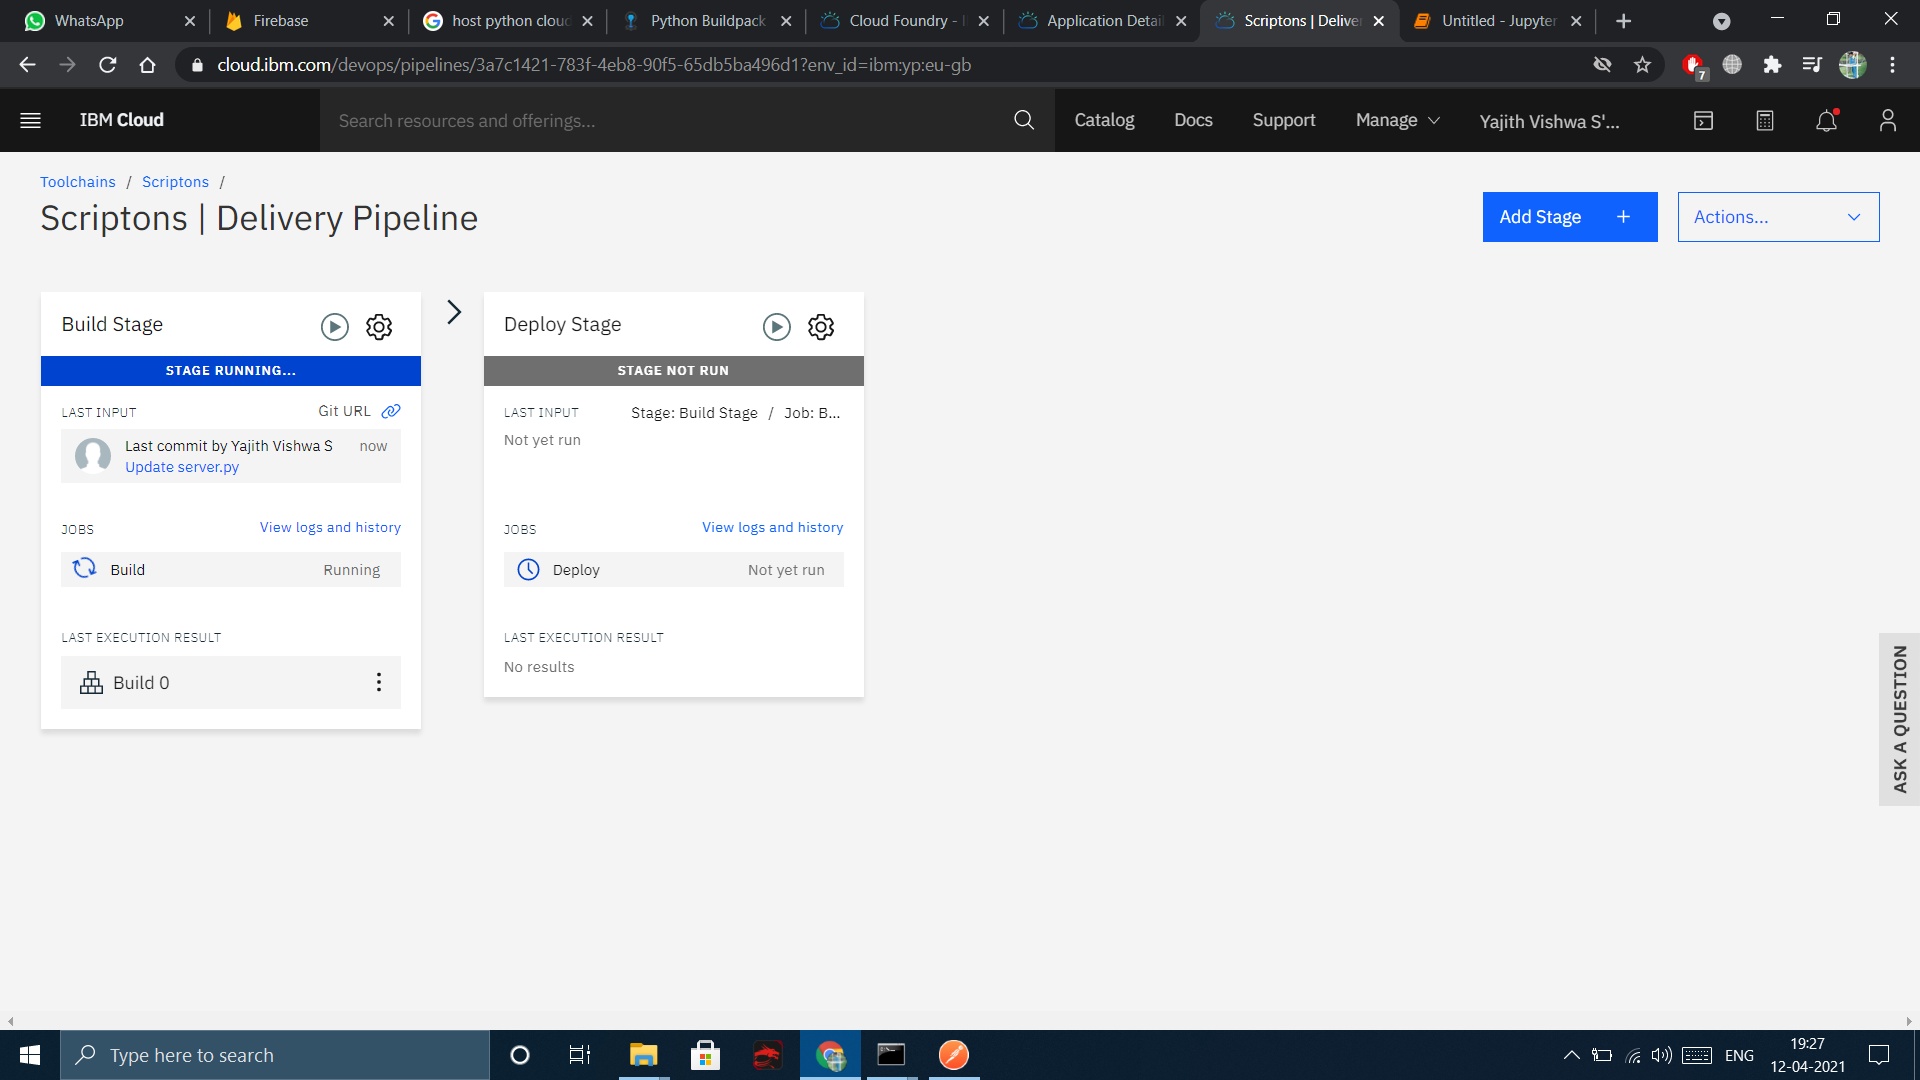 WhatsApp
Firebase
host python cloud
Python Buildpack
Cloud Foundry -
Application Detail
Scriptons | Deliver
Untitled - Jupyter
cloud.ibm.com/devops/pipelines/3a7c1421-783f-4eb8-90f5-65db5ba496d1?env_id=ibm:yp:eu-gb
7
IBM Cloud
Search resources and offerings...
Catalog
Docs
Support
Manage
Yajith Vishwa S'...
Toolchains / Scriptons /
Scriptons | Delivery Pipeline
Add Stage +
Actions...
Build Stage
STAGE RUNNING...
LAST INPUT
Git URL
Last commit by Yajith Vishwa S
now
Update server.py
JOBS
View logs and history
Build
Running
LAST EXECUTION RESULT
Build 0
Deploy Stage
STAGE NOT RUN
LAST INPUT
Stage: Build Stage / Job: B...
Not yet run
JOBS
View logs and history
Deploy
Not yet run
LAST EXECUTION RESULT
No results
ASK A QUESTION
Type here to search
ENG
19:27
12-04-2021